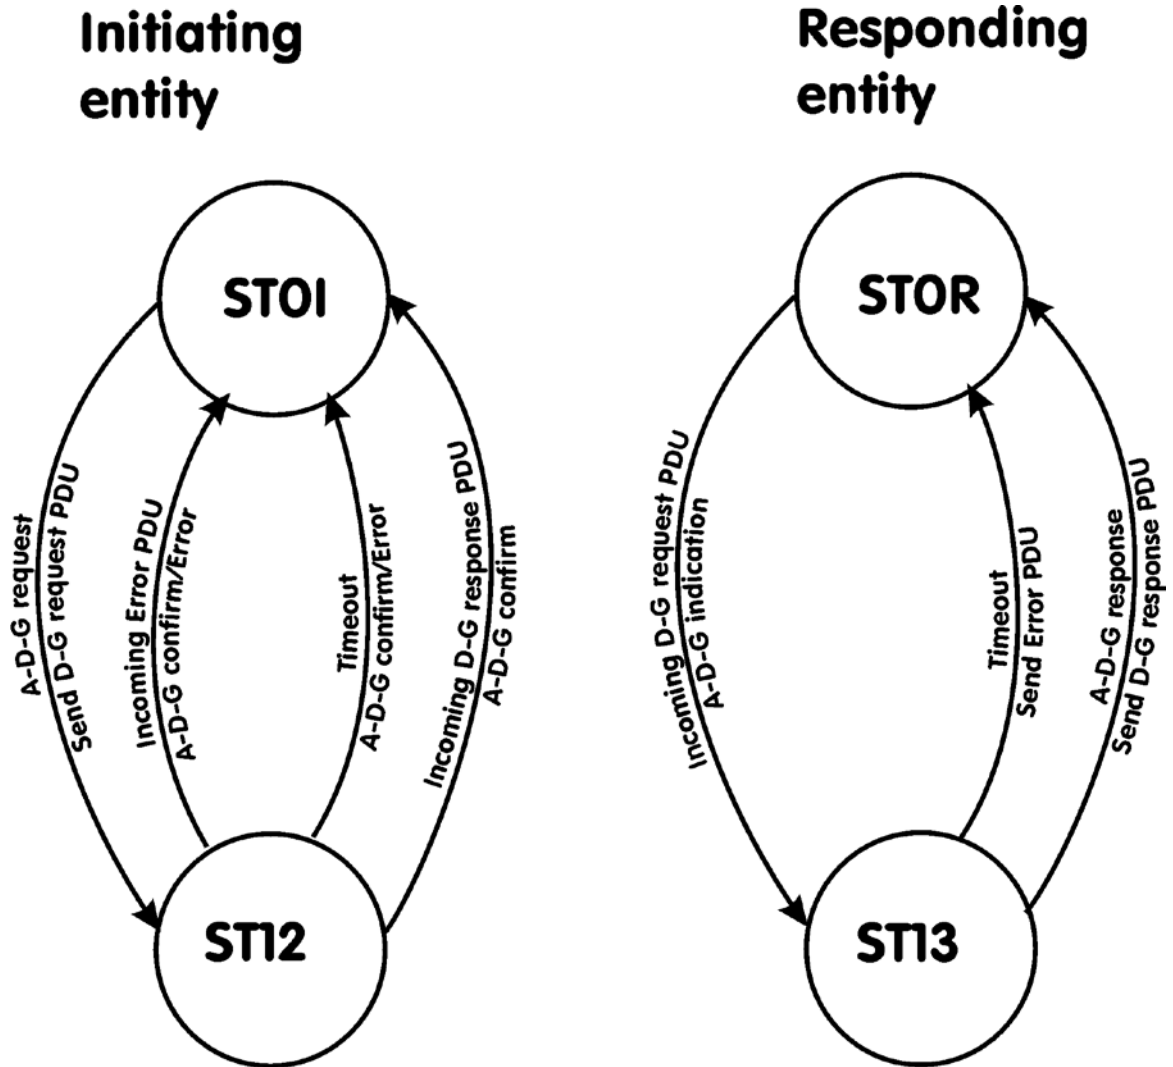 Initiating
entity
Responding
entity
ST0I
ST0R
A-D-G request
Send D-G request PDU
Incoming Error PDU
A-D-G confirm/Error
Timeout
A-D-G confirm/Error
Incoming D-G response PDU
A-D-G confirm
Incoming D-G request PDU
A-D-G indication
Timeout
Send Error PDU
A-D-G response
Send D-G response PDU
ST12
ST13